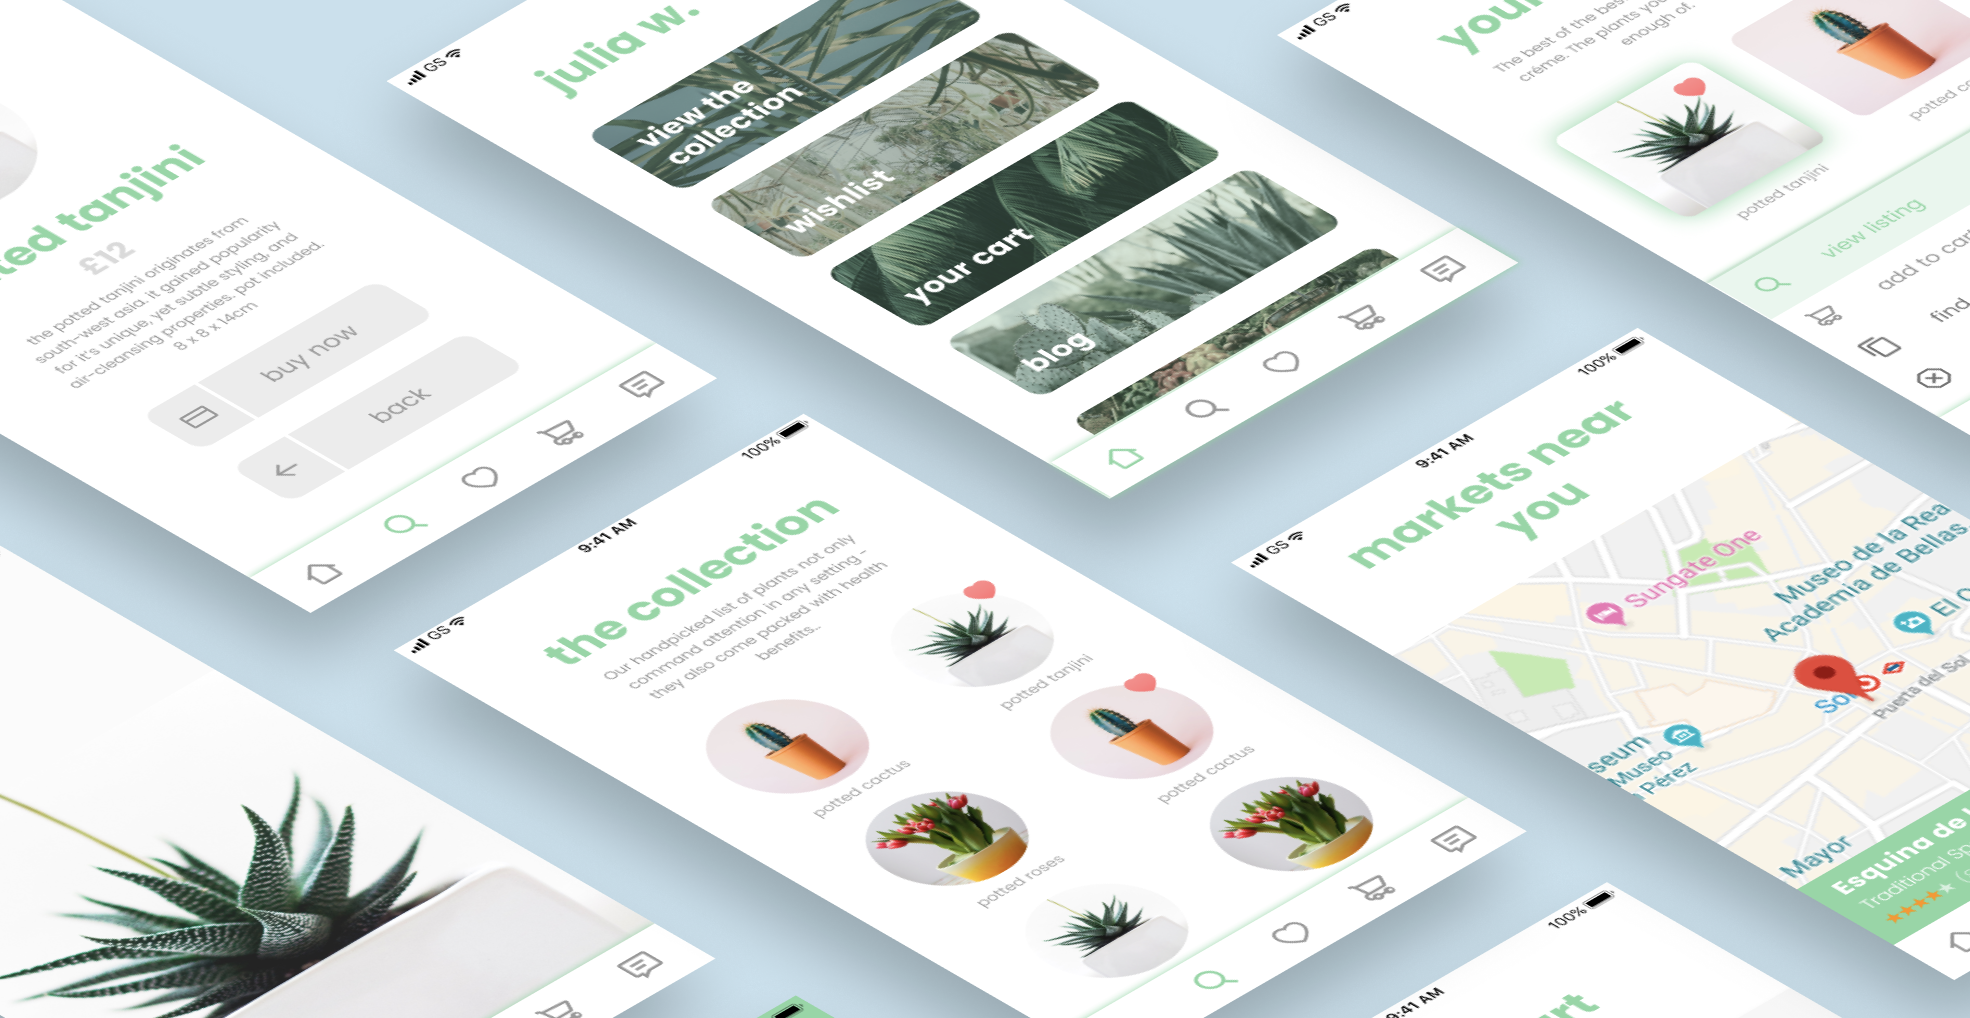 ted tanjini
£12
the potted tanjini originates from
south-west asia. it gained popularity
for it's unique, yet subtle styling, and
air-cleansing properties. pot included.
8 x 8 x 14cm
buy now
back
GS
julia w.
view the
collection
wishlist
your cart
blog
GS
your
The best of the best
crème. The plants you
enough of.
potted tanjini
potted ca
view listing
add to cart
find
9:41 AM
100%
GS
the collection
Our handpicked list of plants not only
command attention in any setting -
they also come packed with health
benefits..
potted tanjini
potted cactus
potted cactus
potted roses
GS
9:41 AM
100%
markets near
you
Sungate One
Museo de la Rea
Academia de Bellas
El C
Sol
Puerta del Sol
seum
Museo
Pérez
Mayor
Esquina de
Traditional Sp
9:41 AM
100%
rt